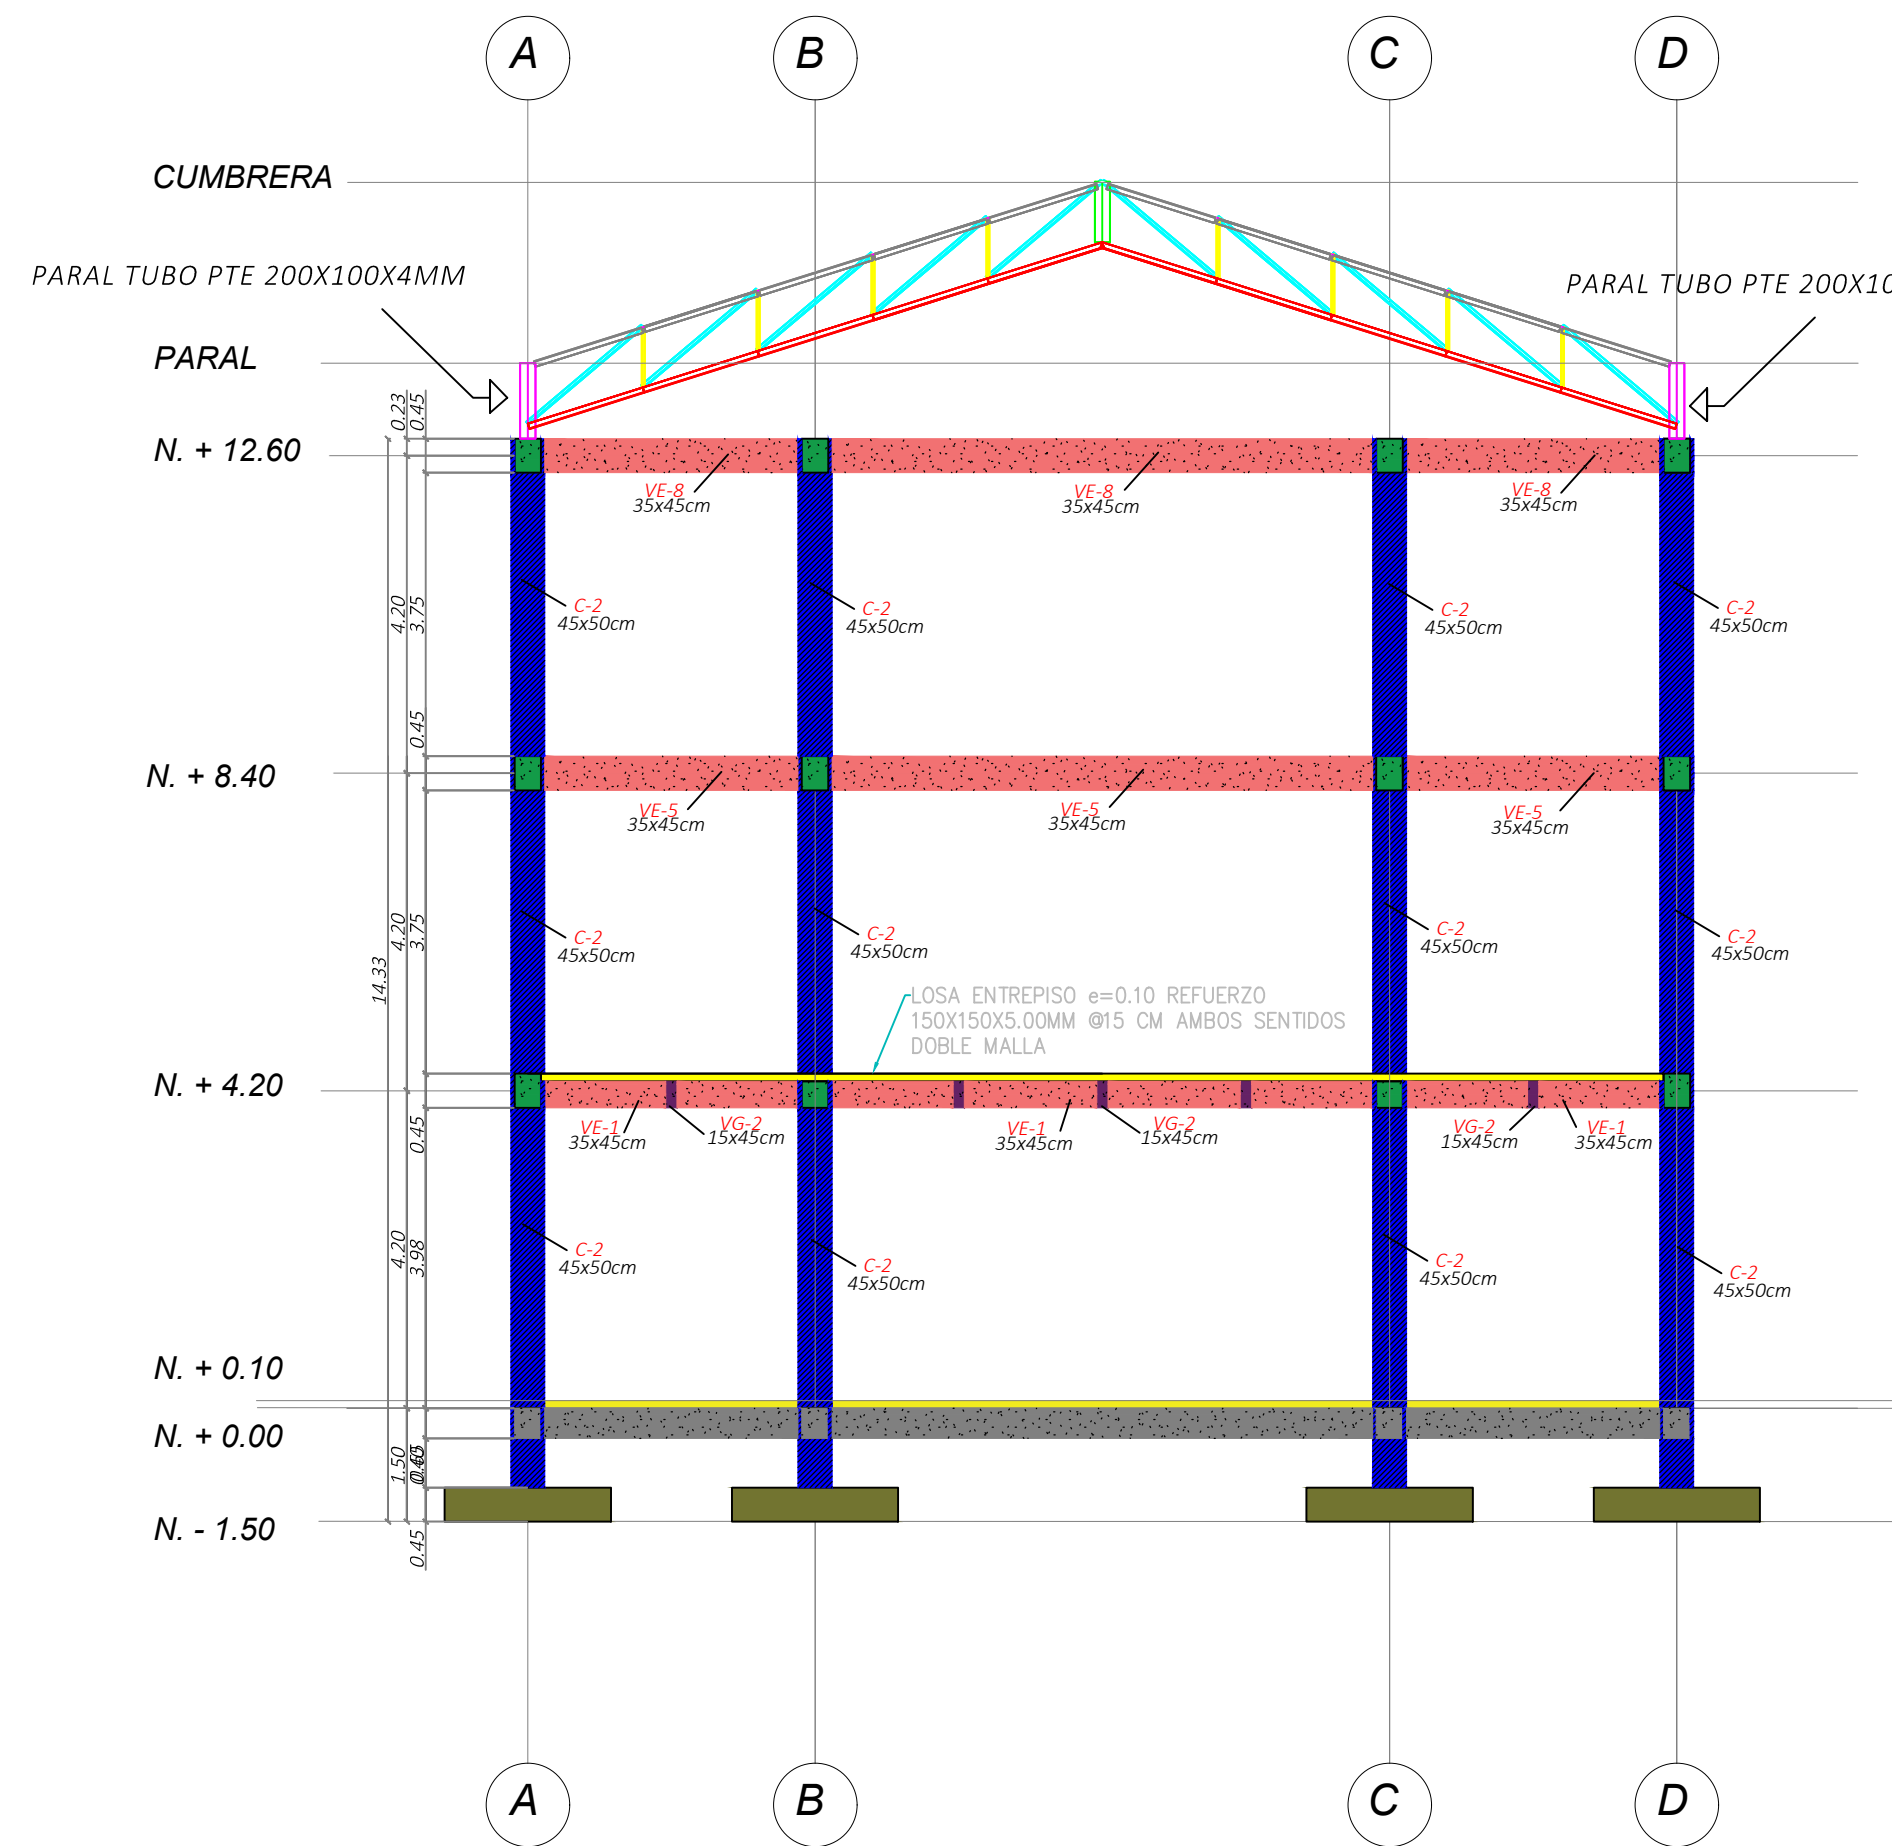 A B C D
CUMBRERA
PARAL TUBO PTE 200X100X4MM
PARAL TUBO PTE 200X10
PARAL
0.23
0.45
N. + 12.60
VE-8
35x45cm
VE-8
35x45cm
VE-8
35x45cm
4.20
3.75
C-2
45x50cm
C-2
45x50cm
C-2
45x50cm
C-2
45x50cm
0.45
N. + 8.40
VE-5
35x45cm
VE-5
35x45cm
VE-5
35x45cm
14.33
4.20
3.75
C-2
45x50cm
C-2
45x50cm
C-2
45x50cm
C-2
45x50cm
LOSA ENTREPISO e=0.10 REFUERZO
150X150X5.00MM @15 CM AMBOS SENTIDOS
DOBLE MALLA
N. + 4.20
0.45
VE-1
35x45cm
VG-2
15x45cm
VE-1
35x45cm
VG-2
15x45cm
VG-2
15x45cm
VE-1
35x45cm
4.20
3.98
C-2
45x50cm
C-2
45x50cm
C-2
45x50cm
C-2
45x50cm
N. + 0.10
N. + 0.00
1.50
N. - 1.50
0.45
A B C D